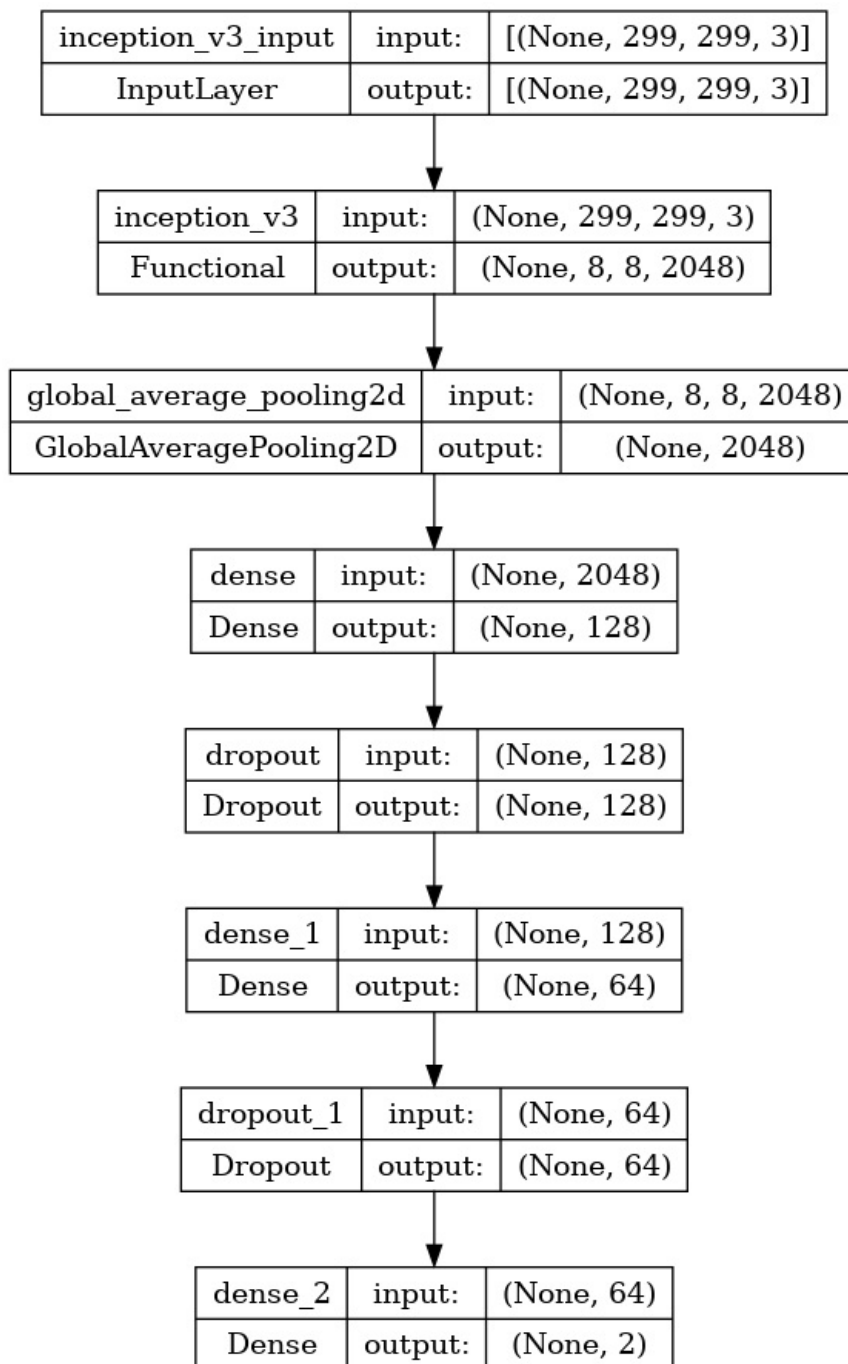 inception_v3_input input: [(None, 299, 299, 3)]
InputLayer output: [(None, 299, 299, 3)]
inception_v3 input: (None, 299, 299, 3)
Functional output: (None, 8, 8, 2048)
global_average_pooling2d input: (None, 8, 8, 2048)
GlobalAveragePooling2D output: (None, 2048)
dense input: (None, 2048)
Dense output: (None, 128)
dropout input: (None, 128)
Dropout output: (None, 128)
dense_1 input: (None, 128)
Dense output: (None, 64)
dropout_1 input: (None, 64)
Dropout output: (None, 64)
dense_2 input: (None, 64)
Dense output: (None, 2)